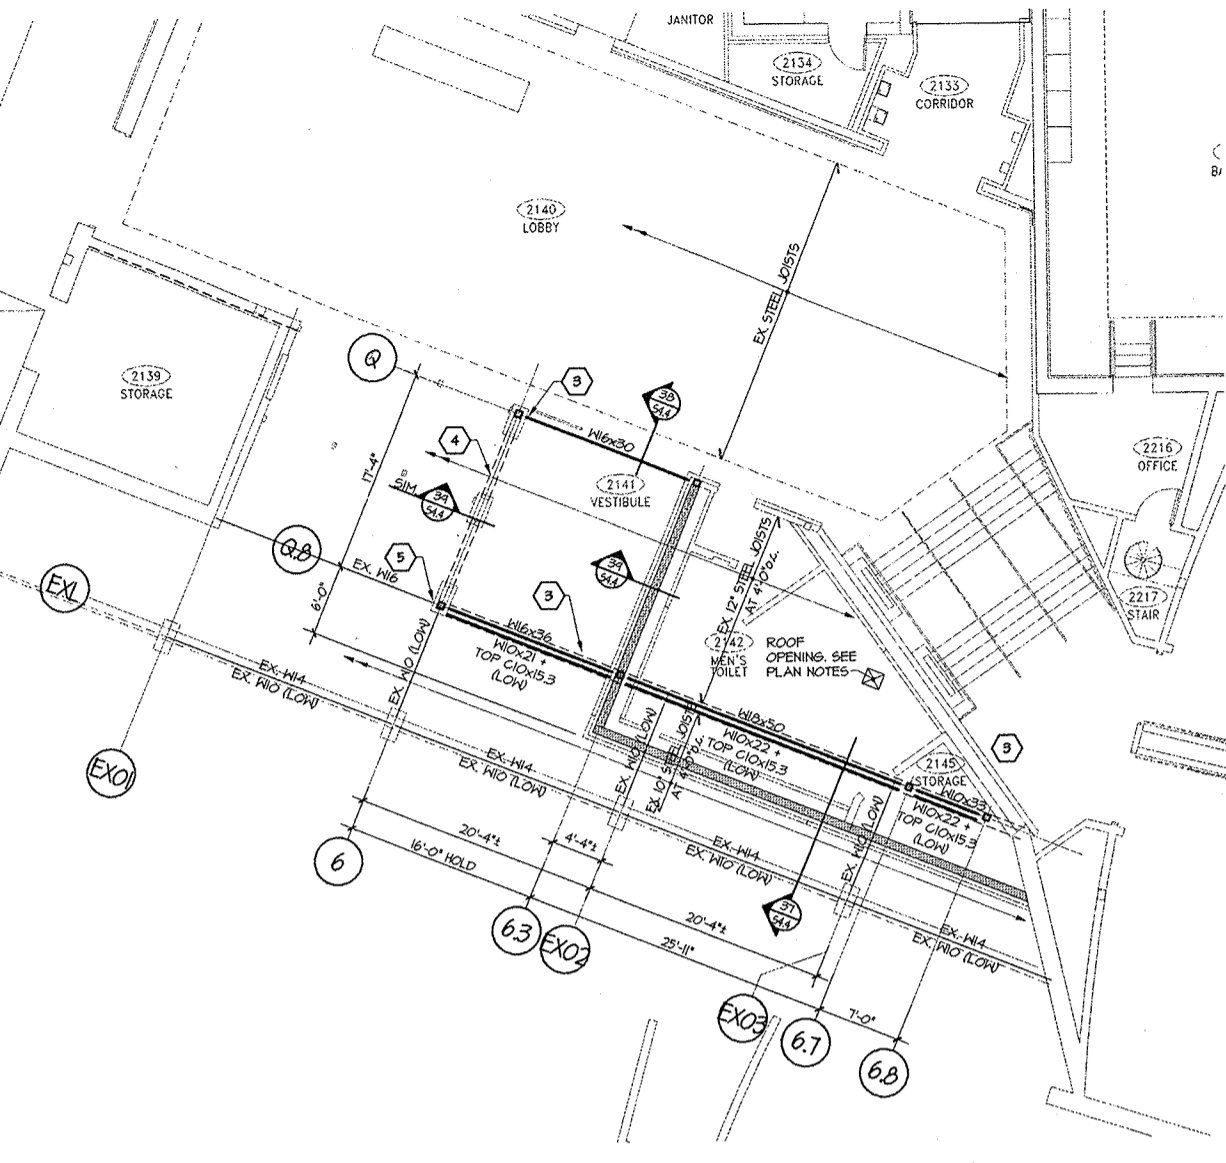 JANITOR
2134
STORAGE
2133
CORRIDOR
2140
LOBBY
EX. STEEL JOISTS
2139
STORAGE
Q
3
38
S4.4
W16x30
4
17'-4"
SIM
39
S4.4
2141
VESTIBULE
2216
OFFICE
Q.8
EX. W16
5
39
S4.4
EX. 12" STEEL JOISTS
AT 4'-0" o.c.
EXL
6'-0"
3
2217
STAIR
W16x36
W10x21 +
TOP C10x15.3
(LOW)
2142
MEN'S
TOILET
ROOF
OPENING. SEE
PLAN NOTES
EX. W10 (LOW)
EX. W14
EX. W10 (LOW)
W18x50
W10x22 +
TOP C10x15.3
(LOW)
3
2145
STORAGE
EX01
EX. W14
EX. W10 (LOW)
EX. W10 (LOW)
EX. 10" STEEL JOISTS
AT 4'-0" o.c.
W10x33
W10x22 +
TOP C10x15.3
(LOW)
EX. W10 (LOW)
20'-4"±
4'-4"±
16'-0" HOLD
EX. W14
EX. W10 (LOW)
6
37
S4.4
20'-4"±
25'-11"
EX. W14
EX. W10 (LOW)
6.3
EX02
EX03
7'-0"
6.7
6.8